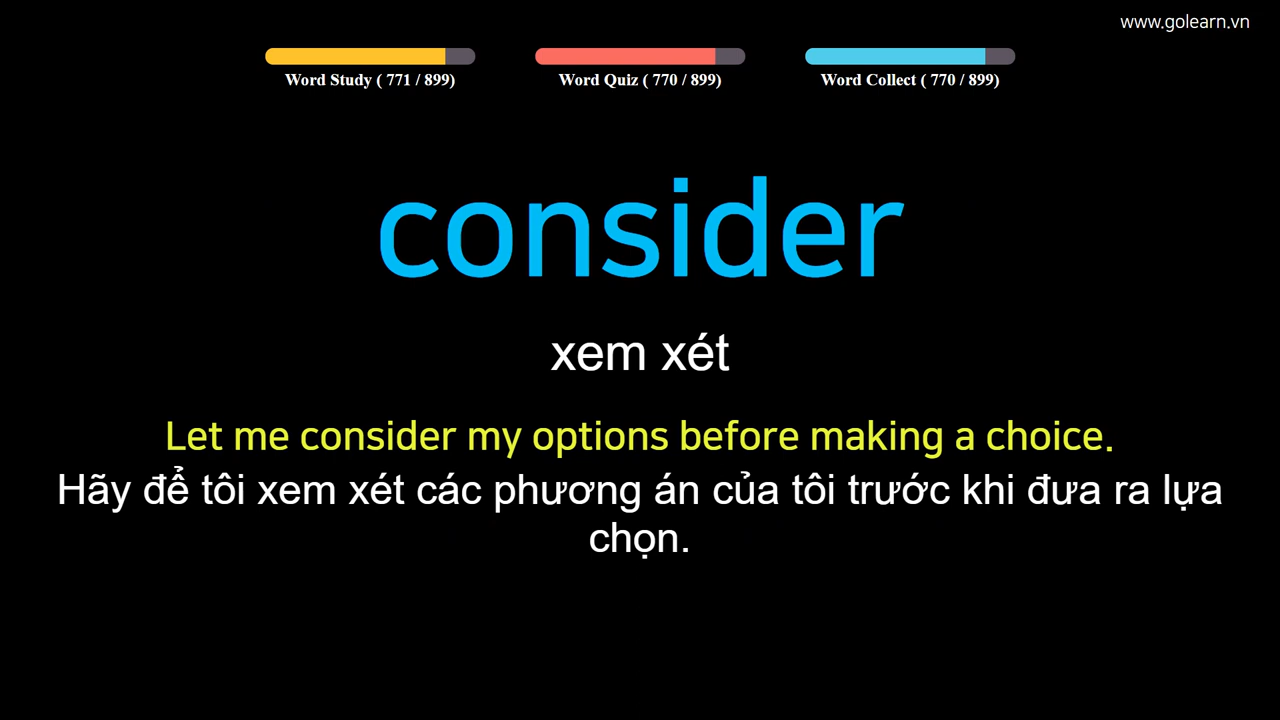 www.golearn.vn
Word Study ( 771 / 899)
Word Quiz ( 770 / 899)
Word Collect ( 770 / 899)
consider
xem xét
Let me consider my options before making a choice.
Hãy để tôi xem xét các phương án của tôi trước khi đưa ra lựa
chọn.